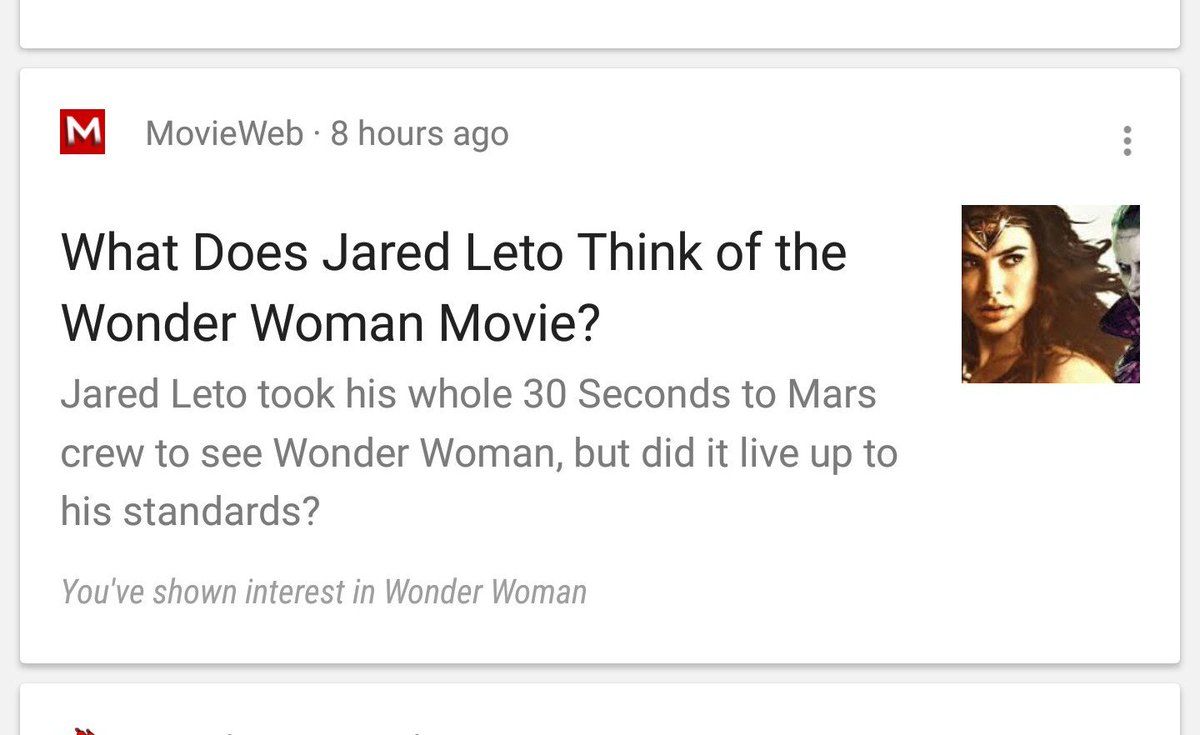 M
MovieWeb · 8 hours ago
What Does Jared Leto Think of the
Wonder Woman Movie?
Jared Leto took his whole 30 Seconds to Mars
crew to see Wonder Woman, but did it live up to
his standards?
You've shown interest in Wonder Woman